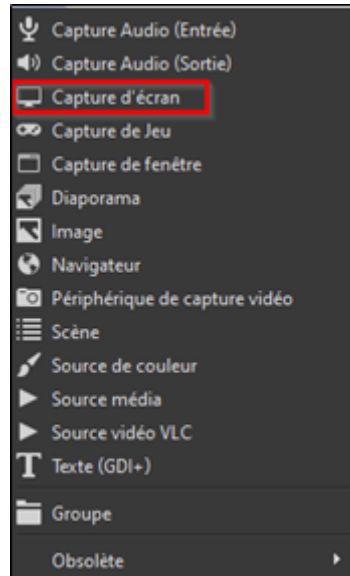 Capture Audio (Entrée)
Capture Audio (Sortie)
Capture d'écran
Capture de Jeu
Capture de fenêtre
Diaporama
Image
Navigateur
Périphérique de capture vidéo
Scène
Source de couleur
Source média
Source vidéo VLC
Texte (GDI+)
Groupe
Obsolète